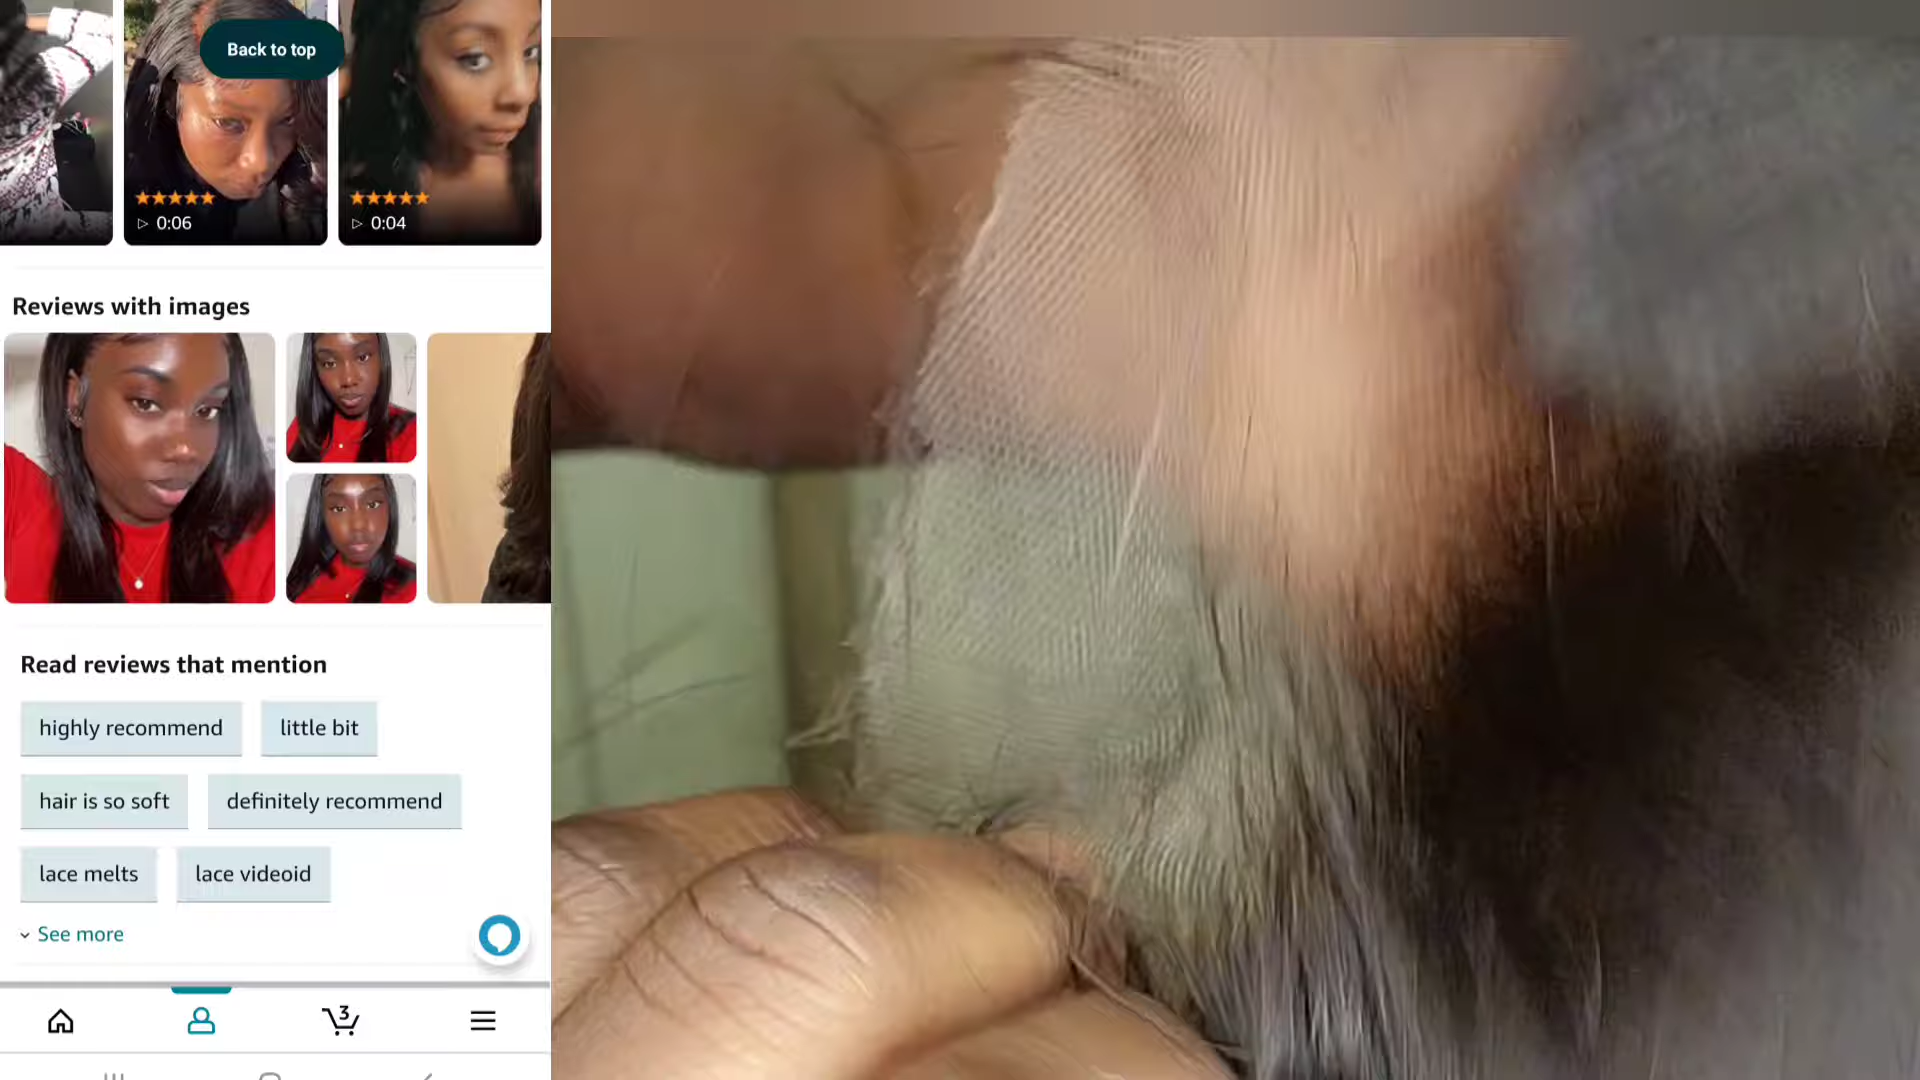 Back to top
0:06
0:04
Reviews with images
Read reviews that mention
highly recommend
little bit
hair is so soft
definitely recommend
lace melts
lace videoid
See more
3